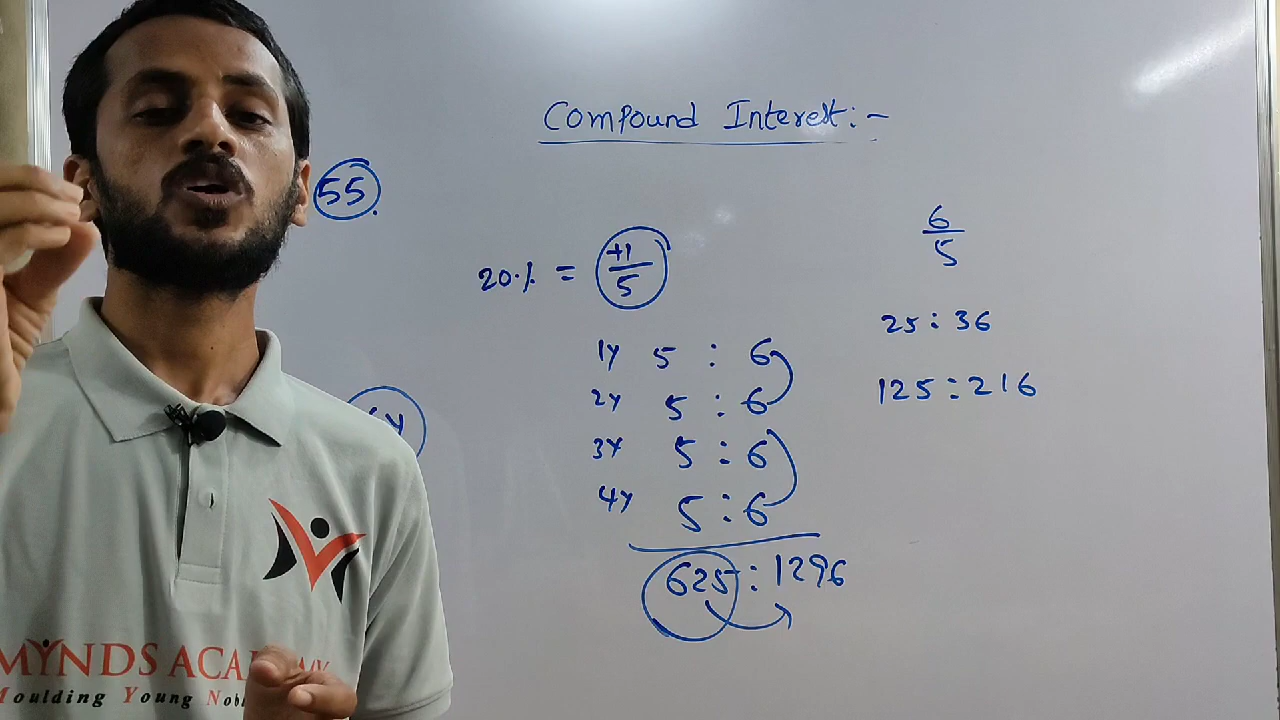 Compound Interest:-
55.
20% = +1/5
6/5
1Y 5 : 6
2Y 5 : 6
3Y 5 : 6
4Y 5 : 6
625 : 1296
25 : 36
125 : 216
MYNDS
Moulding Young